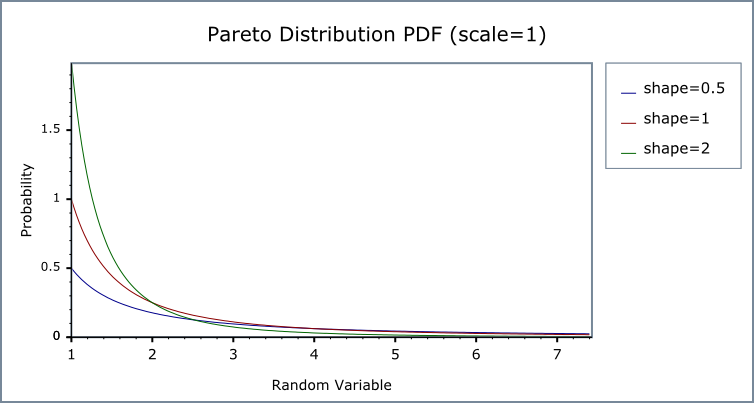 Pareto Distribution PDF (scale=1)
shape=0.5
shape=1
shape=2
Probability
1.5
1
0.5
0
1 2 3 4 5 6 7
Random Variable